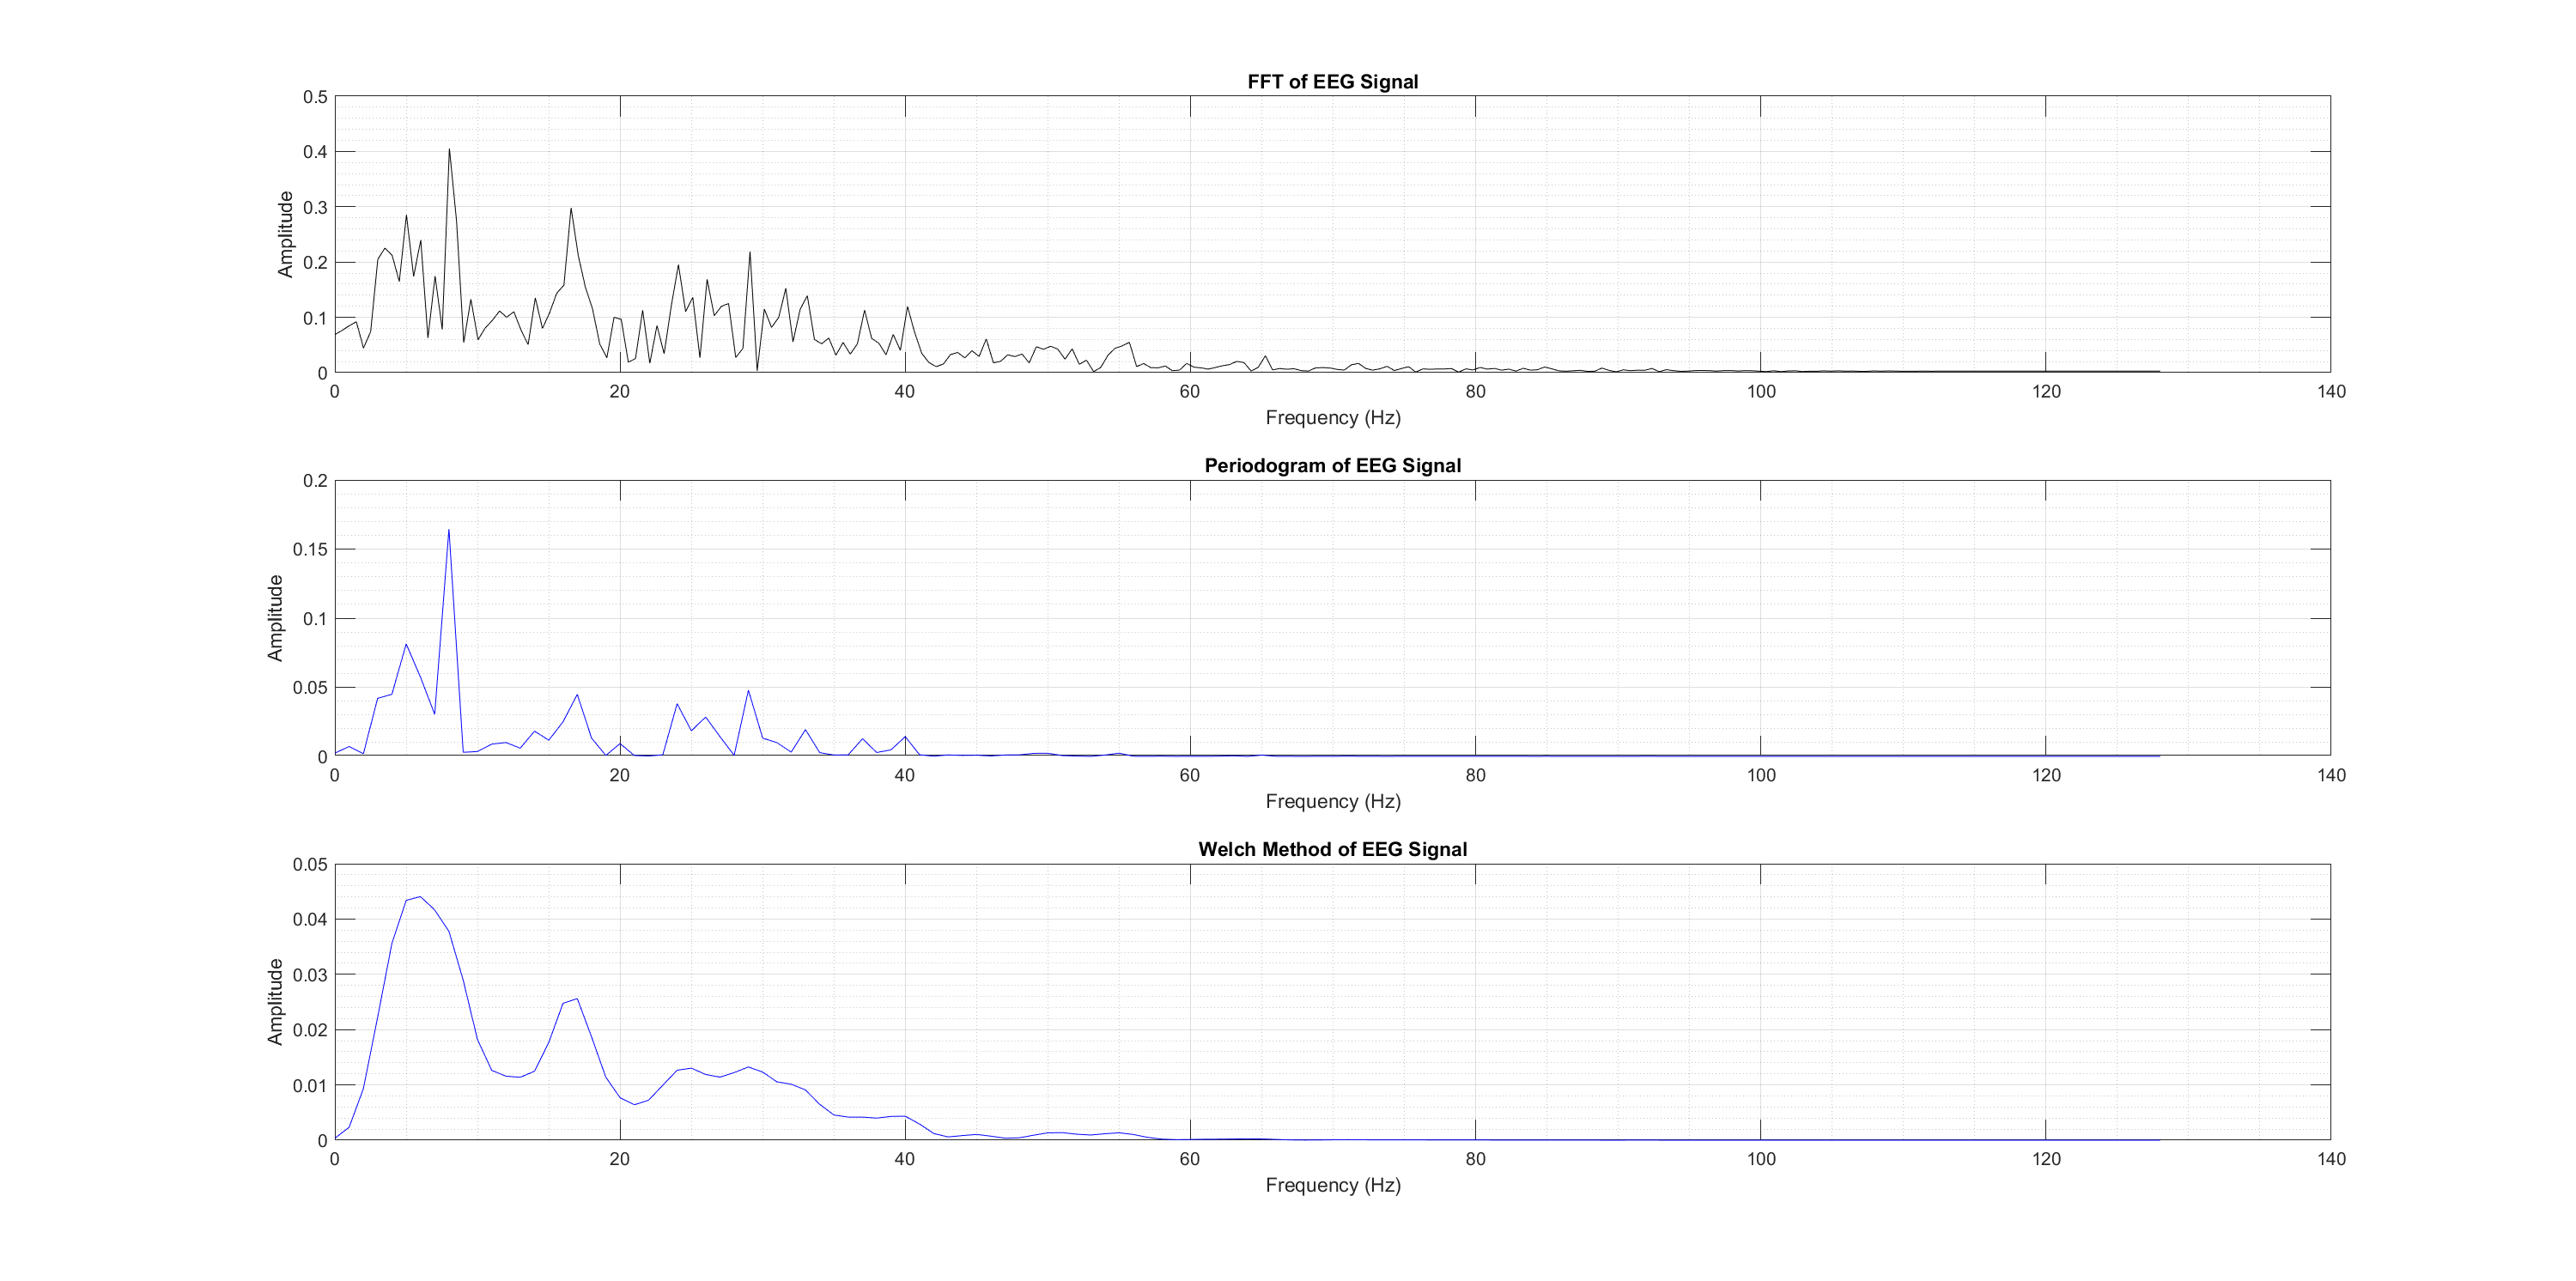 FFT of EEG Signal
0.5
0.4
0.3
0.2
0.1
0
Amplitude
0 20 40 60 80 100 120 140
Frequency (Hz)
Periodogram of EEG Signal
0.2
0.15
0.1
0.05
0
Amplitude
0 20 40 60 80 100 120 140
Frequency (Hz)
Welch Method of EEG Signal
0.05
0.04
0.03
0.02
0.01
0
Amplitude
0 20 40 60 80 100 120 140
Frequency (Hz)